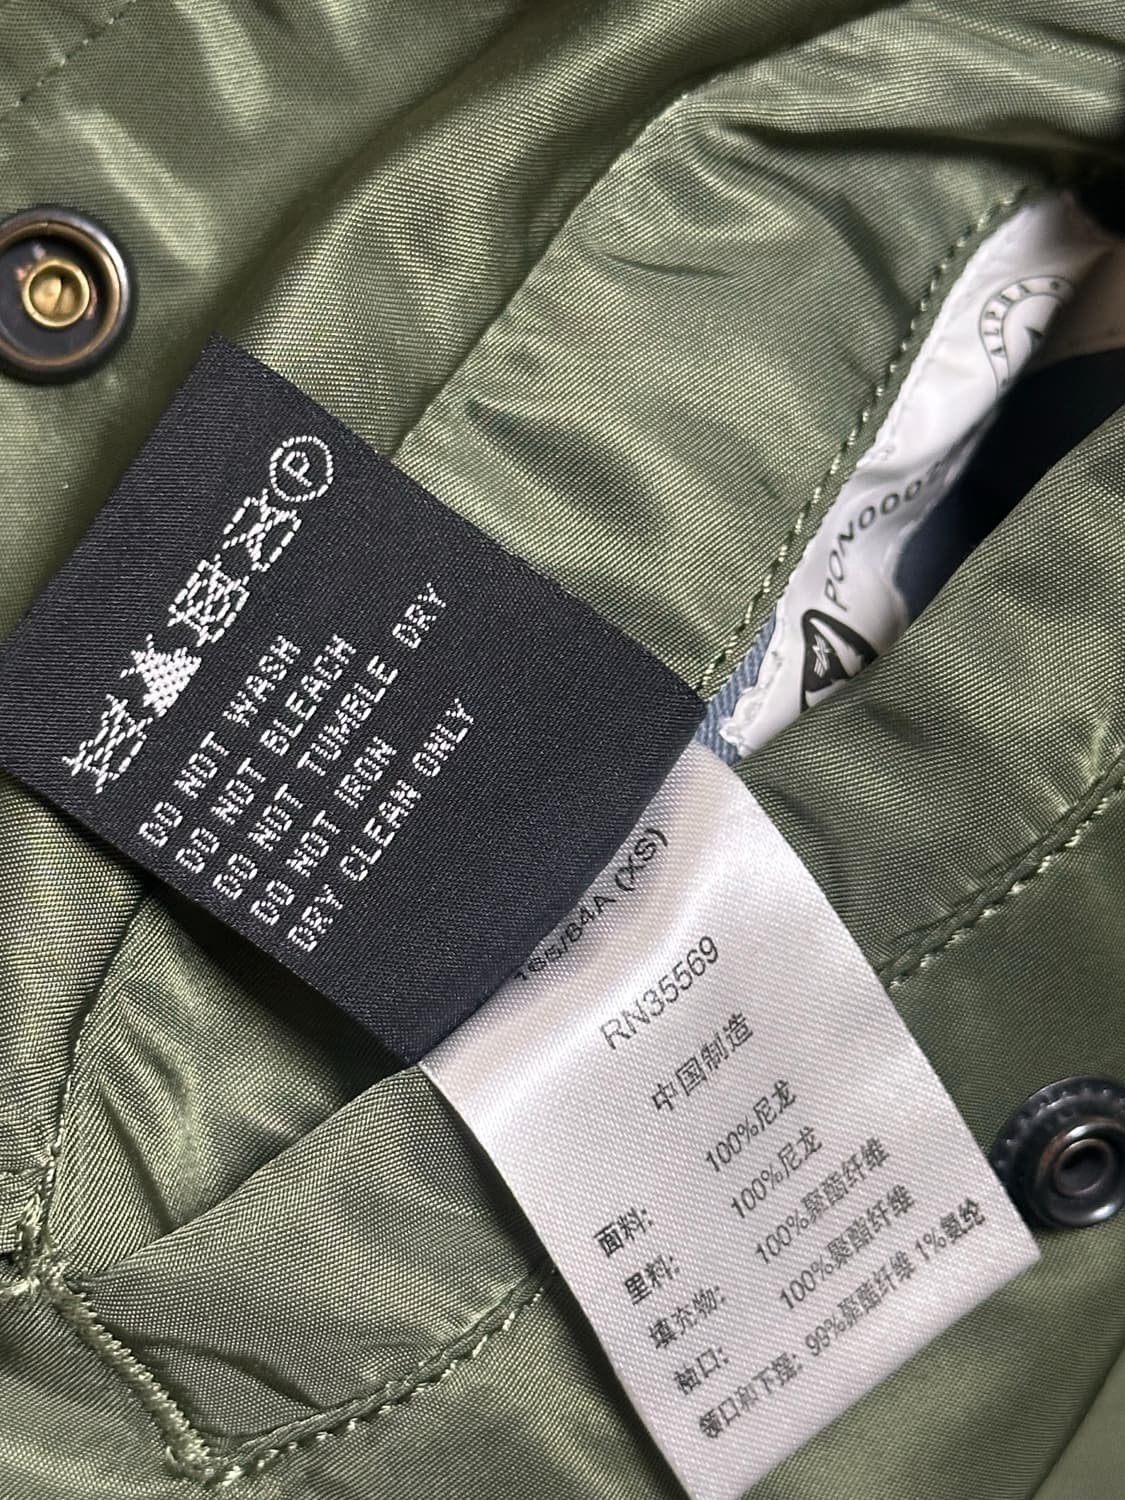 P
DO NOT WASH
DO NOT BLEACH
DO NOT TUMBLE DRY
DO NOT IRON
DRY CLEAN ONLY
165/84A (XS)
RN35569
中国制造
面料: 100%尼龙
里料: 100%尼龙
填充物: 100%聚酯纤维
袖口: 100%聚酯纤维
领口和下摆: 99%聚酯纤维 1%氨纶
ALPHA